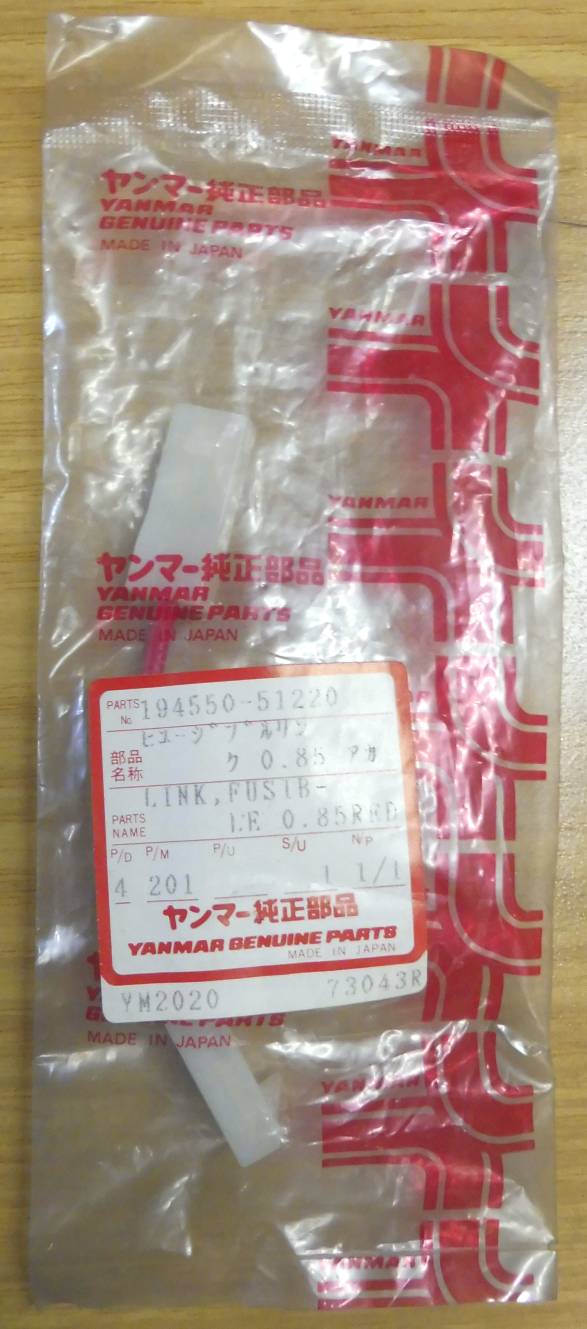 YANMAR
ヤンマー純正部品
YANMAR
GENUINE PARTS
MADE IN JAPAN
YANMAR
YANMAR
ヤンマー純正部品
YANMAR
GENUINE PARTS
MADE IN JAPAN
PARTS No 194550-51220
部品名称 ヒュージブルリン
ク 0.85 アカ
PARTS NAME LINK,FUSIB-
LE 0.85RED
P/D P/M P/U S/U N/P
4 201 1 1/1
ヤンマー純正部品
YANMAR GENUINE PARTS
MADE IN JAPAN
YM2020 73043R
GENUINE PARTS
MADE IN JAPAN
YANMAR
YANMAR